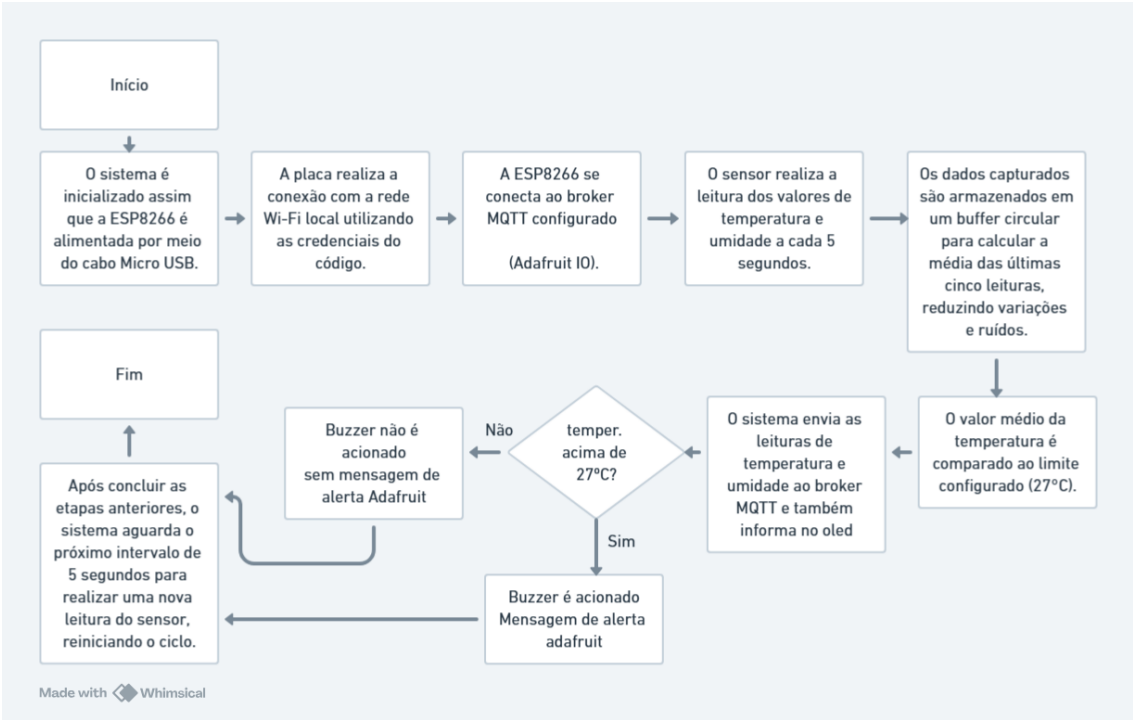 Início
O sistema é
inicializado assim
que a ESP8266 é
alimentada por meio
do cabo Micro USB.
A placa realiza a
conexão com a rede
Wi-Fi local utilizando
as credenciais do
código.
A ESP8266 se
conecta ao broker
MQTT configurado
(Adafruit IO).
O sensor realiza a
leitura dos valores de
temperatura e
umidade a cada 5
segundos.
Os dados capturados
são armazenados em
um buffer circular
para calcular a
média das últimas
cinco leituras,
reduzindo variações
e ruídos.
O valor médio da
temperatura é
comparado ao limite
configurado (27°C).
O sistema envia as
leituras de
temperatura e
umidade ao broker
MQTT e também
informa no oled
temper.
acima de
27ºC?
Não
Buzzer não é
acionado
sem mensagem de
alerta Adafruit
Sim
Buzzer é acionado
Mensagem de alerta
adafruit
Após concluir as
etapas anteriores, o
sistema aguarda o
próximo intervalo de
5 segundos para
realizar uma nova
leitura do sensor,
reiniciando o ciclo.
Fim
Made with Whimsical